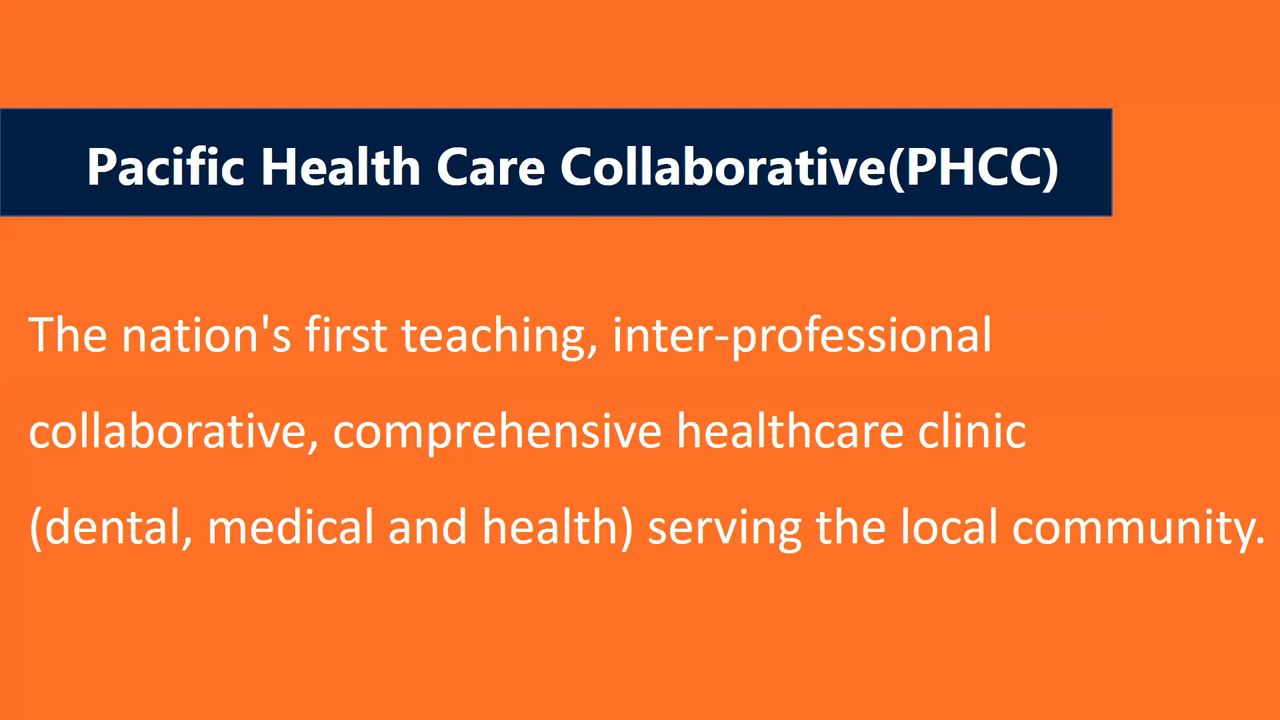 Pacific Health Care Collaborative(PHCC)
The nation's first teaching, inter-professional
collaborative, comprehensive healthcare clinic
(dental, medical and health) serving the local community.